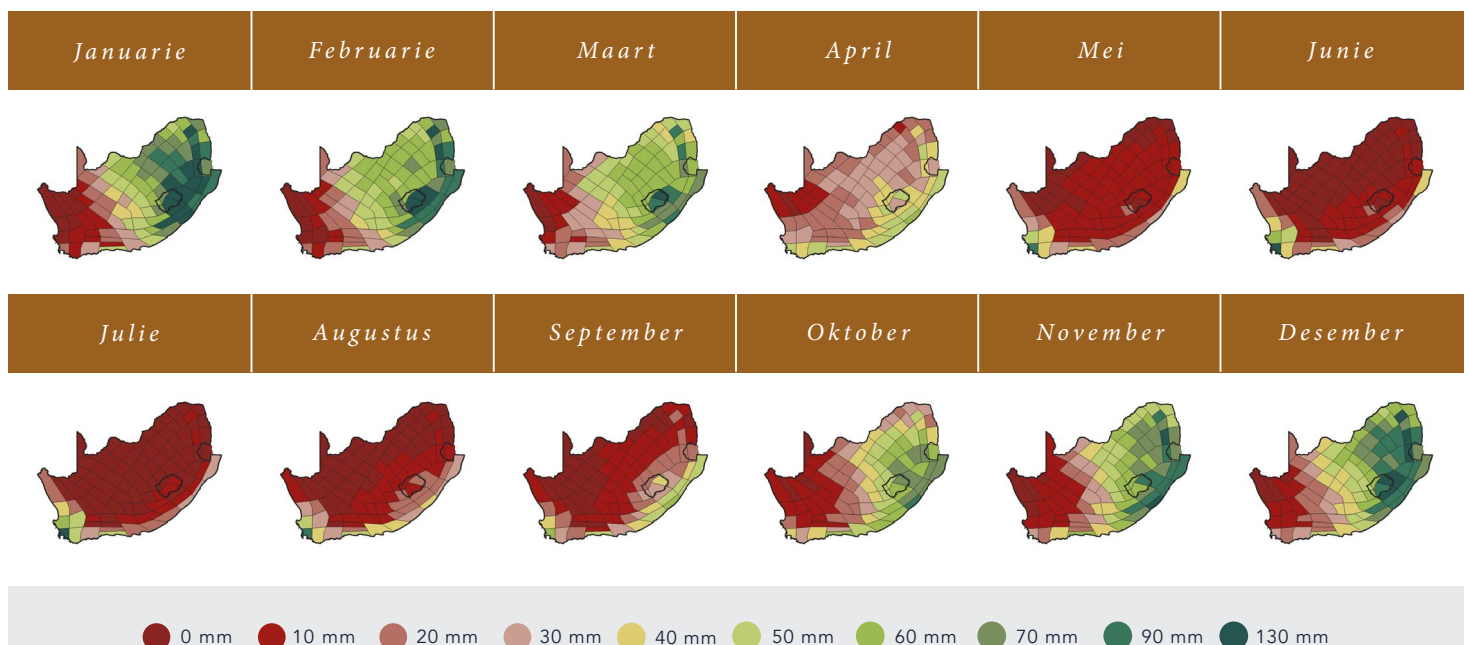 Januarie Februarie Maart April Mei Junie
Julie Augustus September Oktober November Desember
0 mm 10 mm 20 mm 30 mm 40 mm 50 mm 60 mm 70 mm 90 mm 130 mm